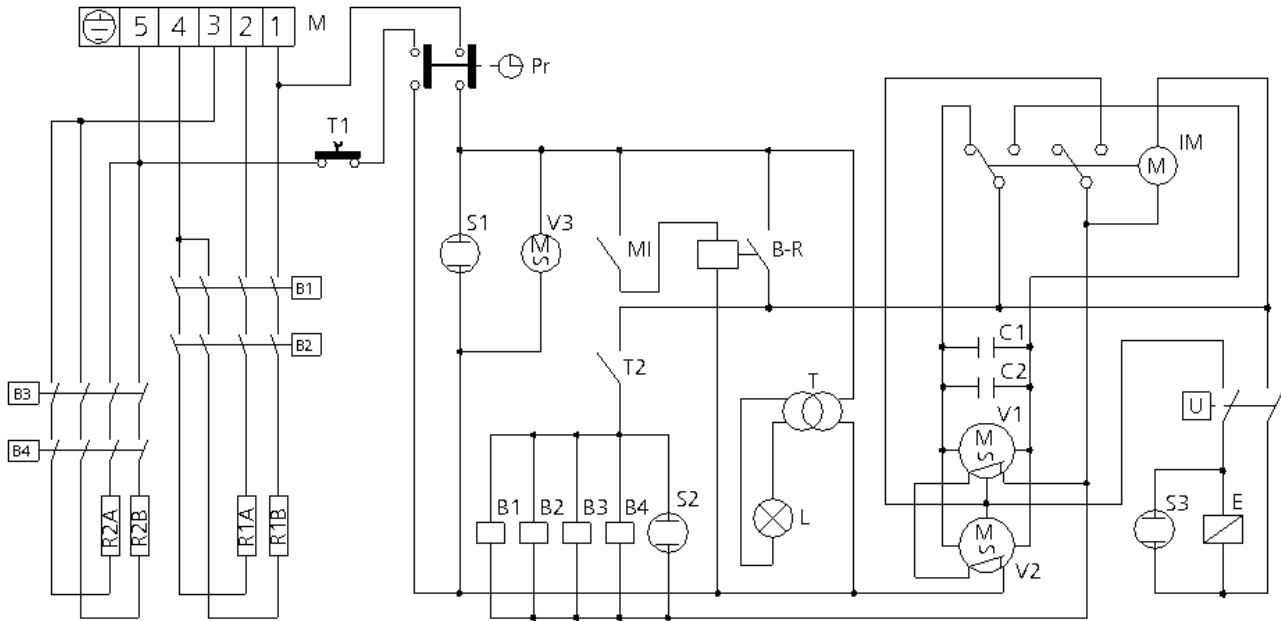 5 4 3 2 1 M
Pr
T1
IM
M
S1
V3
M
S
MI
B-R
B1
B2
C1
T2
C2
T
B3
V1
U
M
S
B4
B1 B2 B3 B4 S2
S3 E
R2A R2B R1A R1B
L
M
S
V2